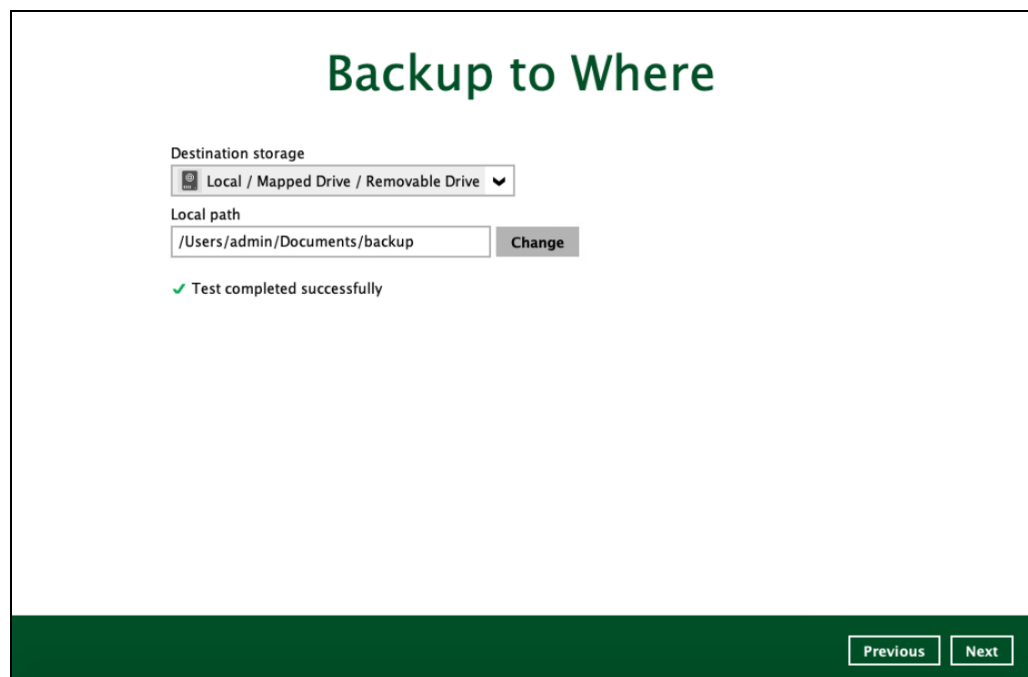 Backup to Where
Destination storage
Local / Mapped Drive / Removable Drive
Local path
/Users/admin/Documents/backup
Change
Test completed successfully
Previous
Next